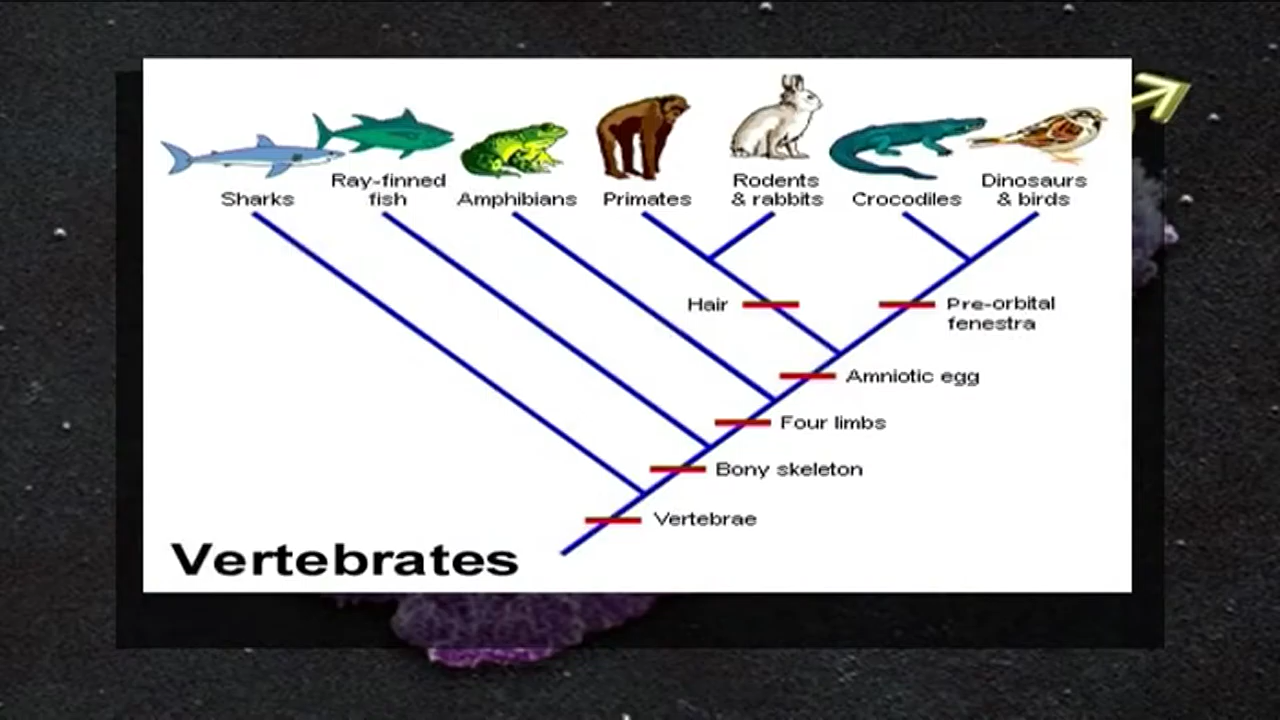 Sharks
Ray-finned
fish
Amphibians
Primates
Rodents
& rabbits
Crocodiles
Dinosaurs
& birds
Hair
Pre-orbital
fenestra
Amniotic egg
Four limbs
Bony skeleton
Vertebrae
Vertebrates